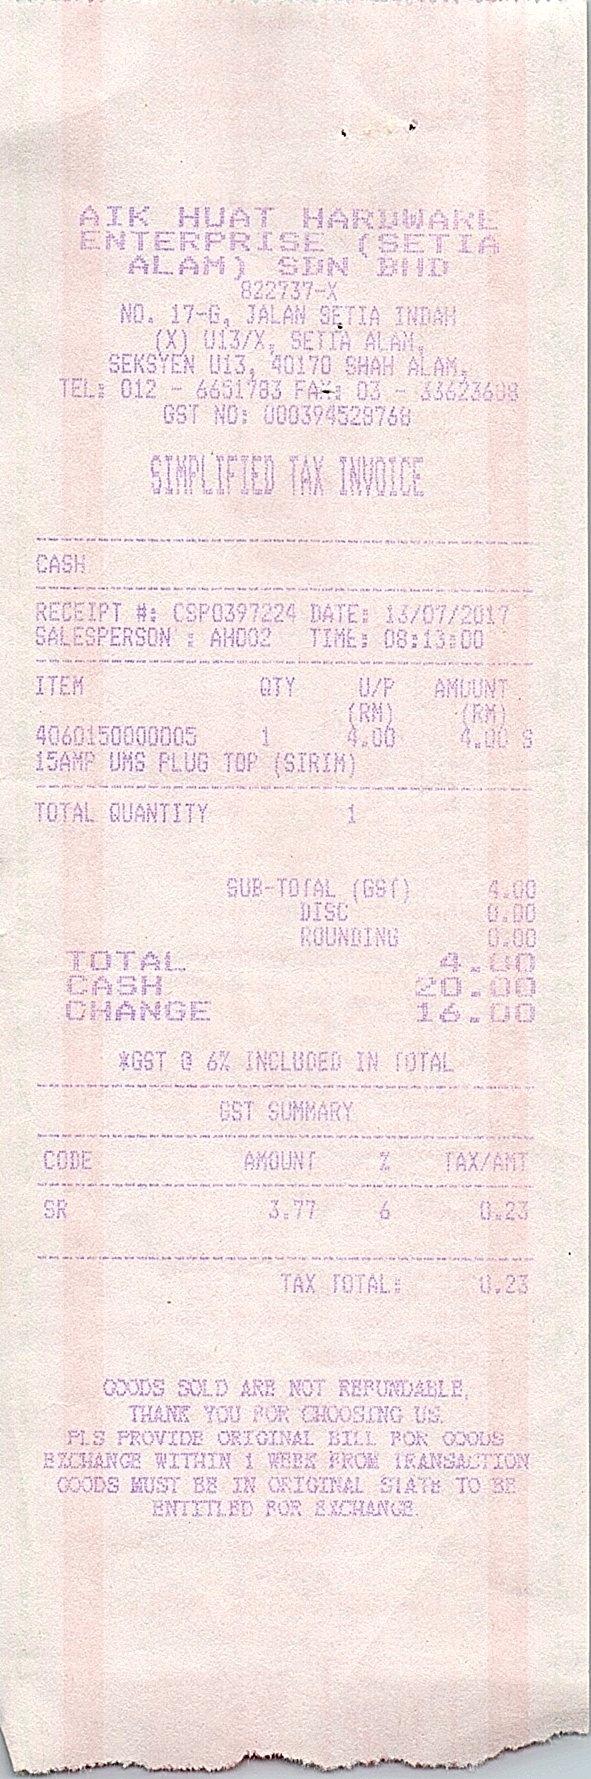 AIK HUAT HARDWARE
ENTERPRISE (SETIA
ALAM) SDN BHD
822737-X
NO. 17-G, JALAN SETIA INDAH
(X) U13/X, SETIA ALAM,
SEKSYEN U13, 40170 SHAH ALAM,
TEL: 012 - 6651783 FAX: 03 - 33623608
GST NO: 000394528768
SIMPLIFIED TAX INVOICE
CASH
RECEIPT #: CSP0397224 DATE: 13/07/2017
SALESPERSON : AH002 TIME: 08:13:00
ITEM QTY U/P AMOUNT
(RM) (RM)
4060150000005 1 4.00 4.00 S
15AMP UMS PLUG TOP (SIRIM)
TOTAL QUANTITY 1
SUB-TOTAL (GST) 4.00
DISC 0.00
ROUNDING 0.00
TOTAL 4.00
CASH 20.00
CHANGE 16.00
*GST @ 6% INCLUDED IN TOTAL
GST SUMMARY
CODE AMOUNT % TAX/AMT
SR 3.77 6 0.23
TAX TOTAL: 0.23
GOODS SOLD ARE NOT REFUNDABLE,
THANK YOU FOR CHOOSING US.
PLS PROVIDE ORIGINAL BILL FOR GOODS
EXCHANGE WITHIN 1 WEEK FROM TRANSACTION
GOODS MUST BE IN ORIGINAL STATE TO BE
ENTITLED FOR EXCHANGE.